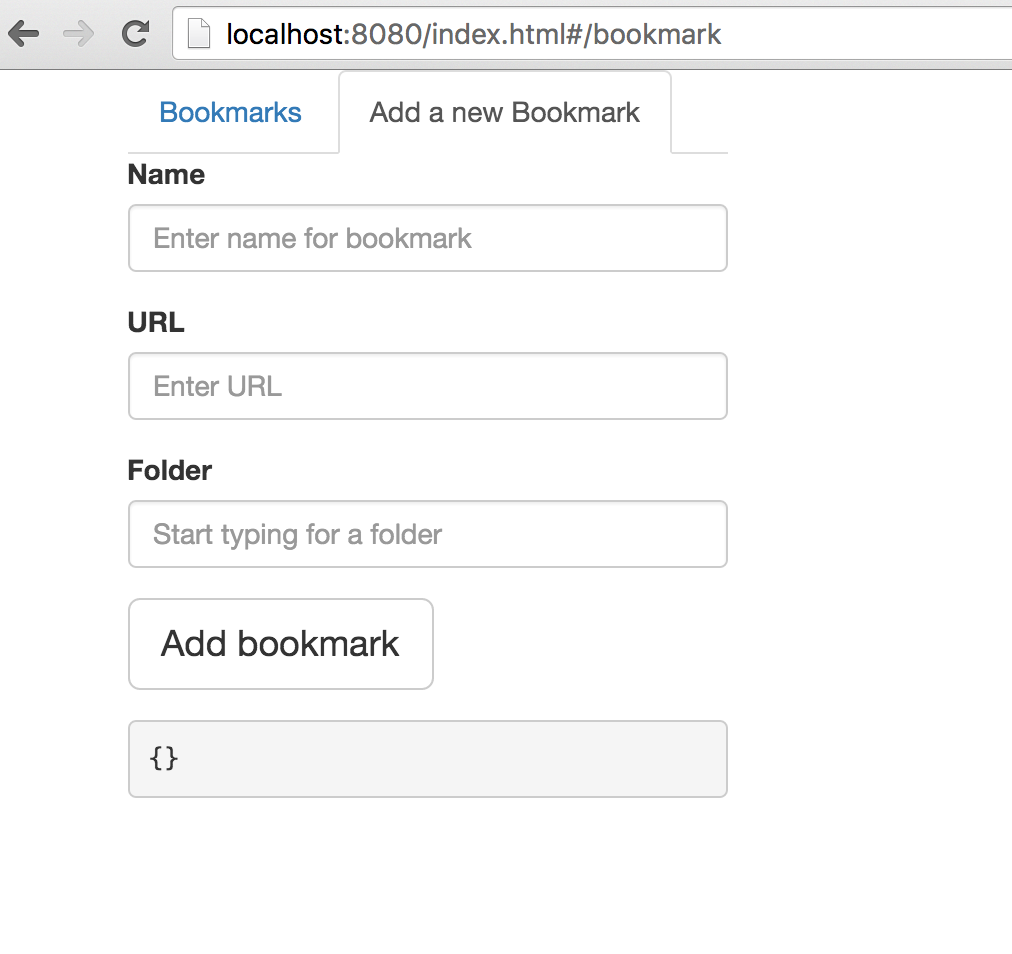 localhost:8080/index.html#/bookmark
Bookmarks Add a new Bookmark
Name
Enter name for bookmark
URL
Enter URL
Folder
Start typing for a folder
Add bookmark
{}